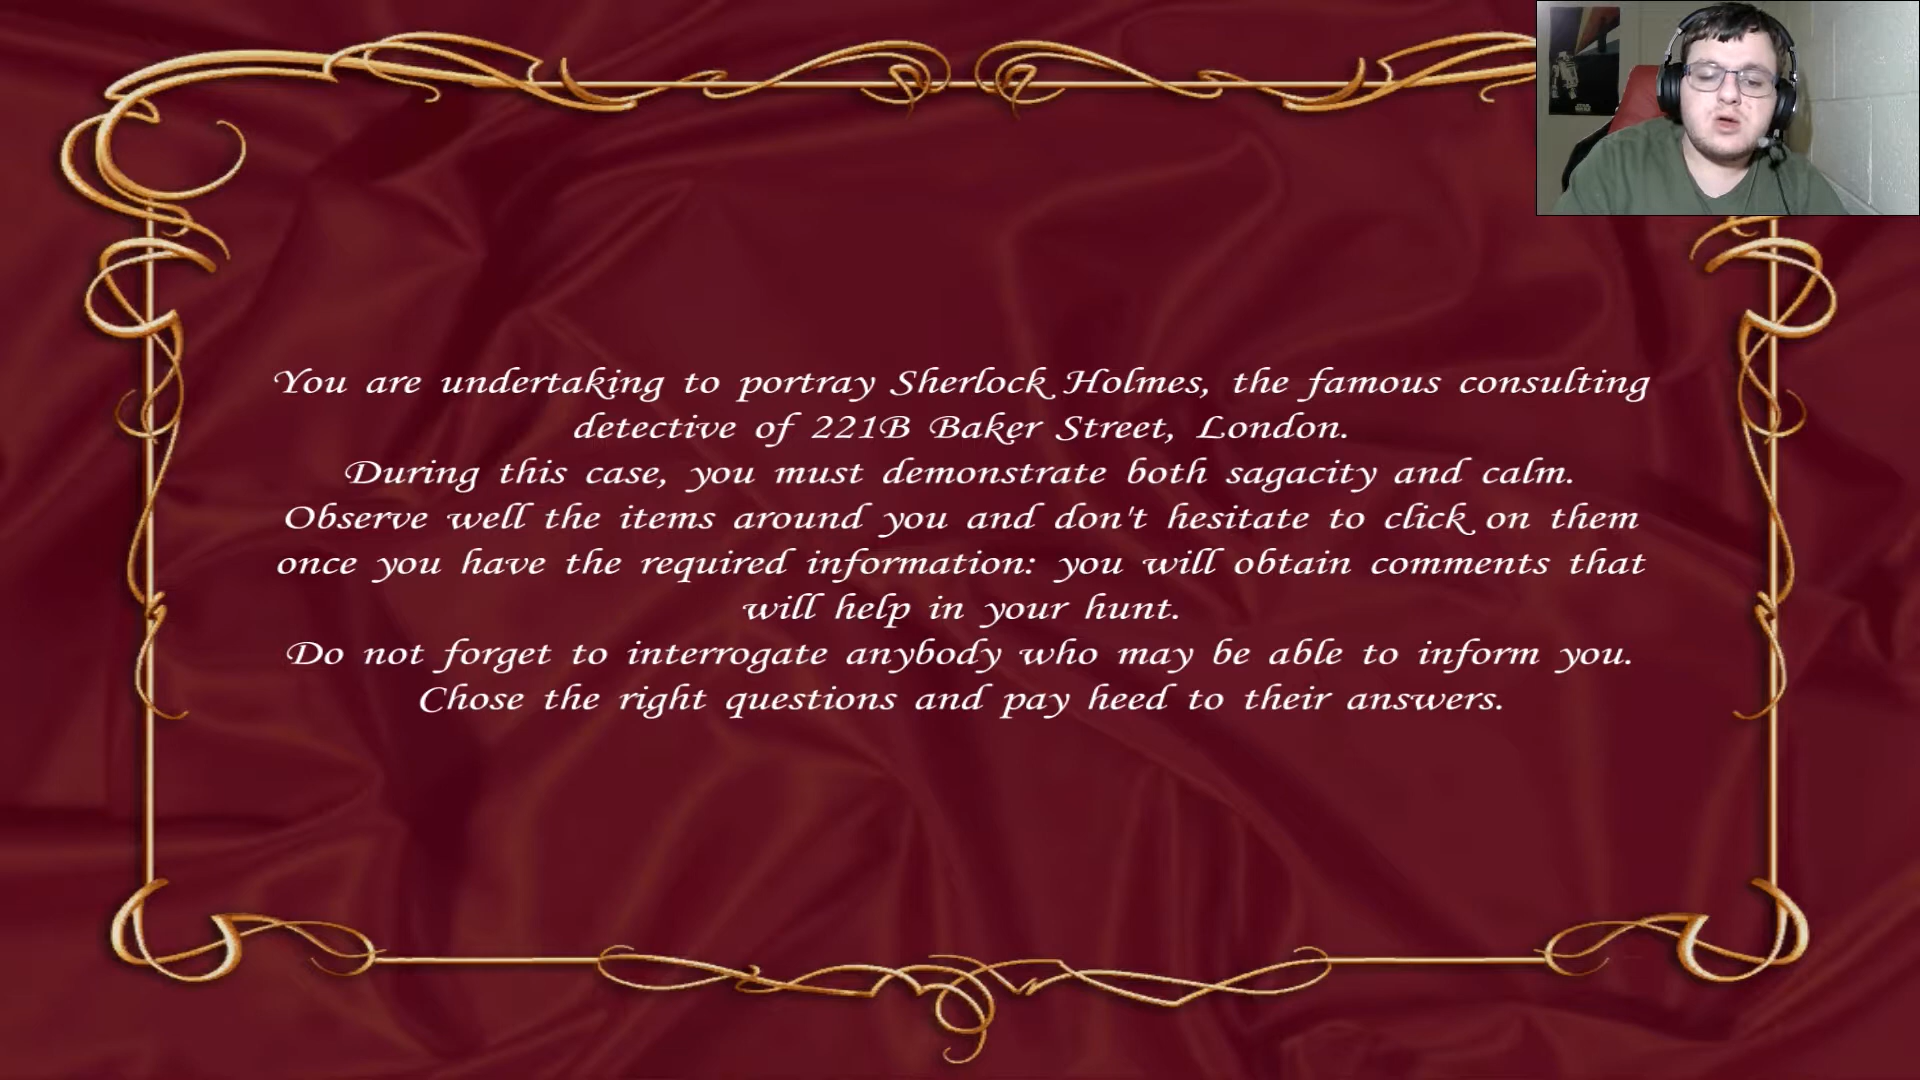 You are undertaking to portray Sherlock Holmes, the famous consulting
detective of 221B Baker Street, London.
During this case, you must demonstrate both sagacity and calm.
Observe well the items around you and don't hesitate to click on them
once you have the required information: you will obtain comments that
will help in your hunt.
Do not forget to interrogate anybody who may be able to inform you.
Chose the right questions and pay heed to their answers.